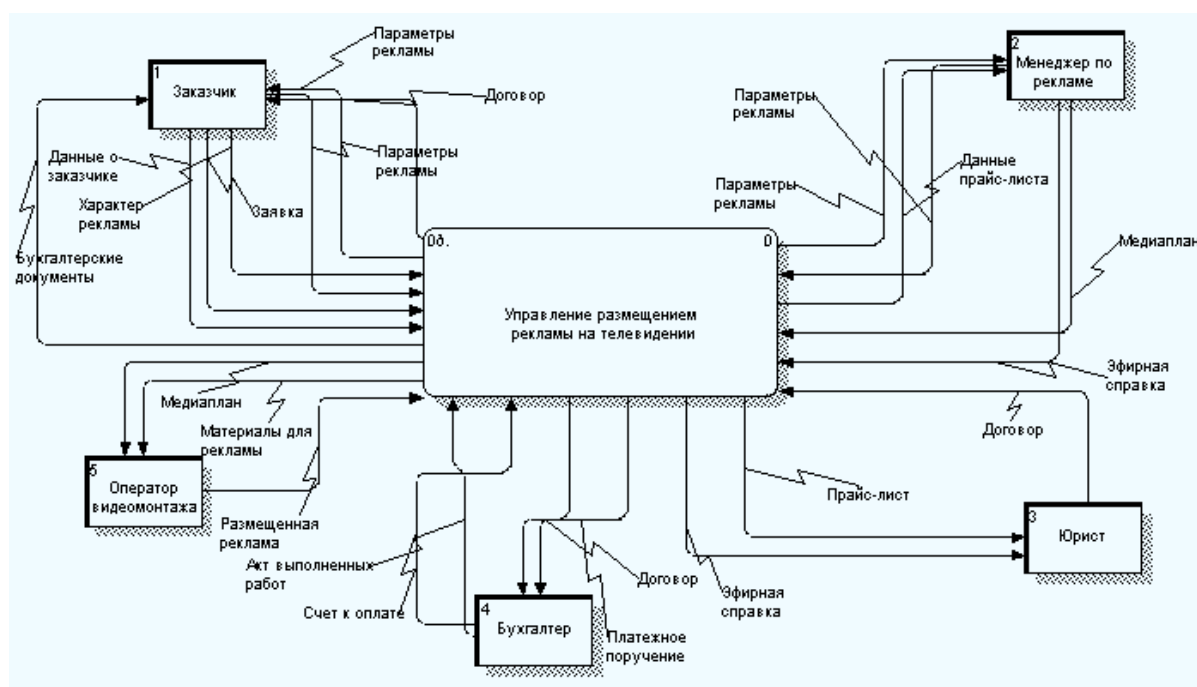 Параметры
рекламы
1
Заказчик
Договор
Параметры
рекламы
Данные о
заказчике
Характер
рекламы
Заявка
Бухгалтерские
документы
2
Менеджер по
рекламе
Параметры
рекламы
Данные
прайс-листа
Параметры
рекламы
Медиаплан
0д.
0
Управление размещением
рекламы на телевидении
Эфирная
справка
Договор
Медиаплан
Материалы для
рекламы
5
Оператор
видеомонтажа
Размещенная
реклама
Акт выполненных
работ
Счет к оплате
4
Бухгалтер
Договор
Платежное
поручение
Эфирная
справка
Прайс-лист
3
Юрист